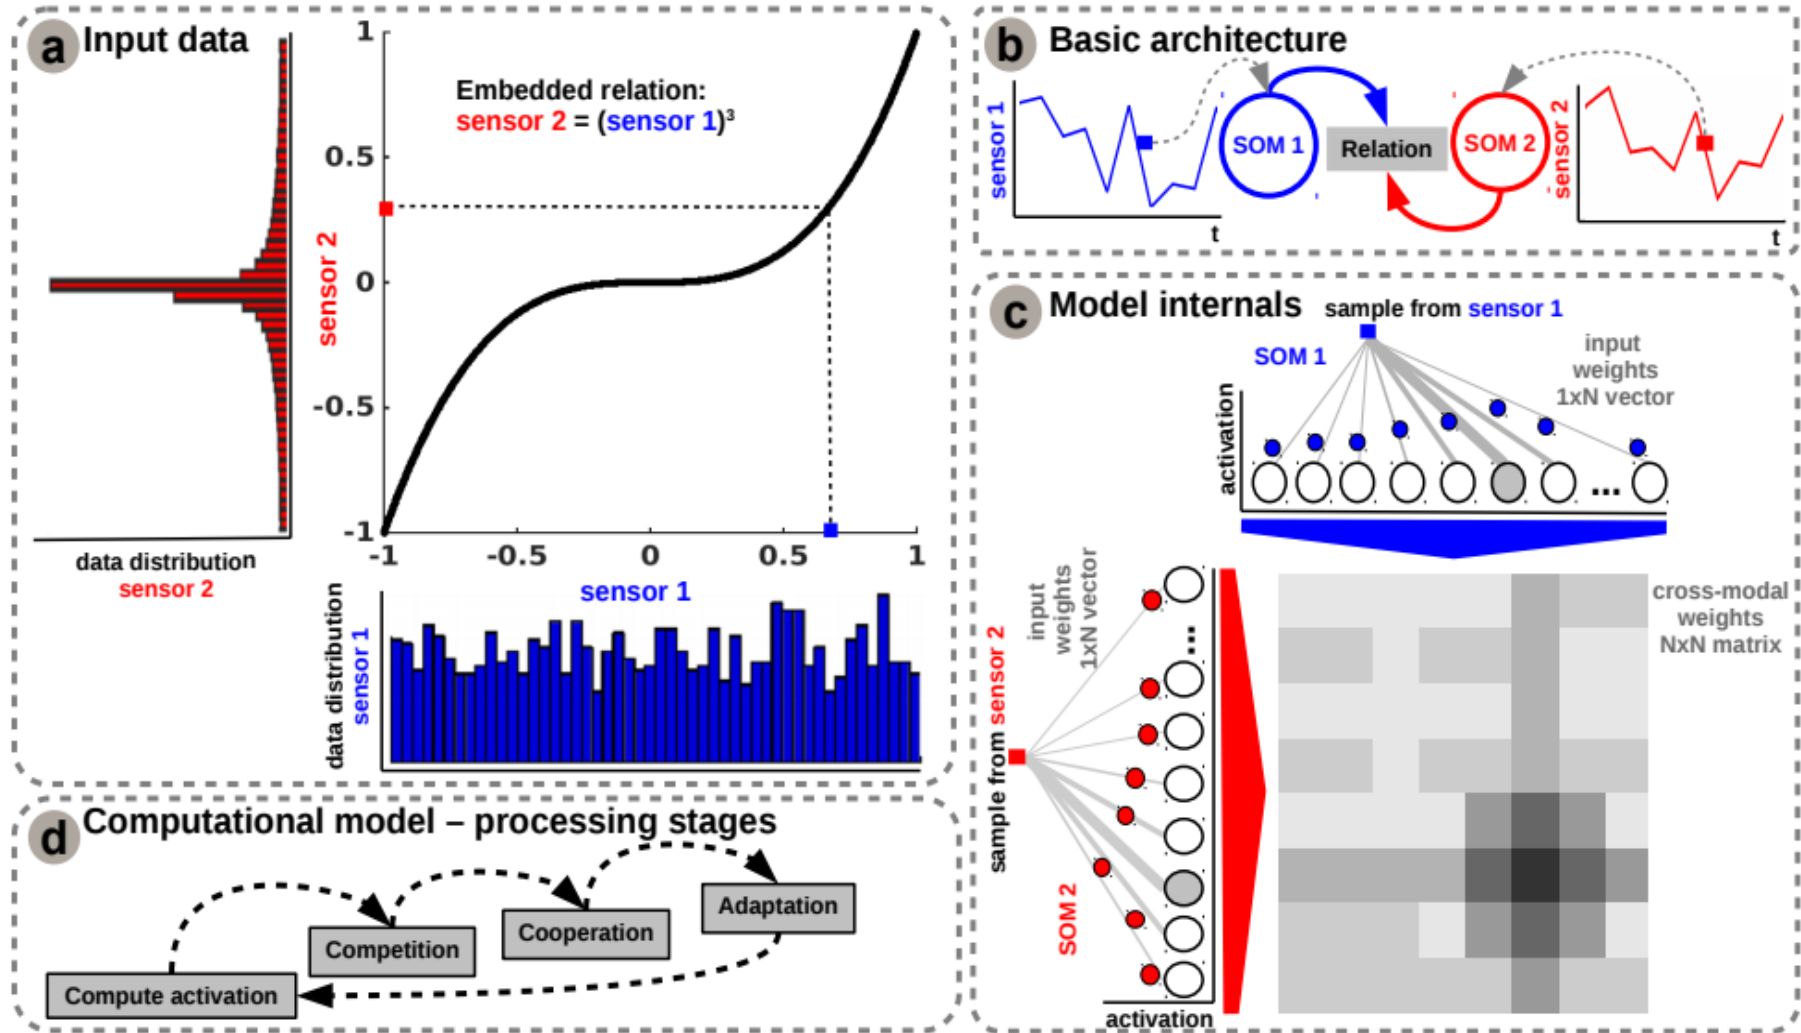 a Input data
1
0.5
0
-0.5
-1
Embedded relation:
sensor 2 = (sensor 1)³
sensor 2
-1 -0.5 0 0.5 1
sensor 1
data distribution
sensor 2
data distribution
sensor 1
b Basic architecture
sensor 1
t
SOM 1
Relation
SOM 2
sensor 2
t
c Model internals
sample from sensor 1
SOM 1
input
weights
1xN vector
activation
...
input
weights
1xN vector
...
sample from sensor 2
SOM 2
activation
cross-modal
weights
NxN matrix
d Computational model – processing stages
Compute activation
Competition
Cooperation
Adaptation